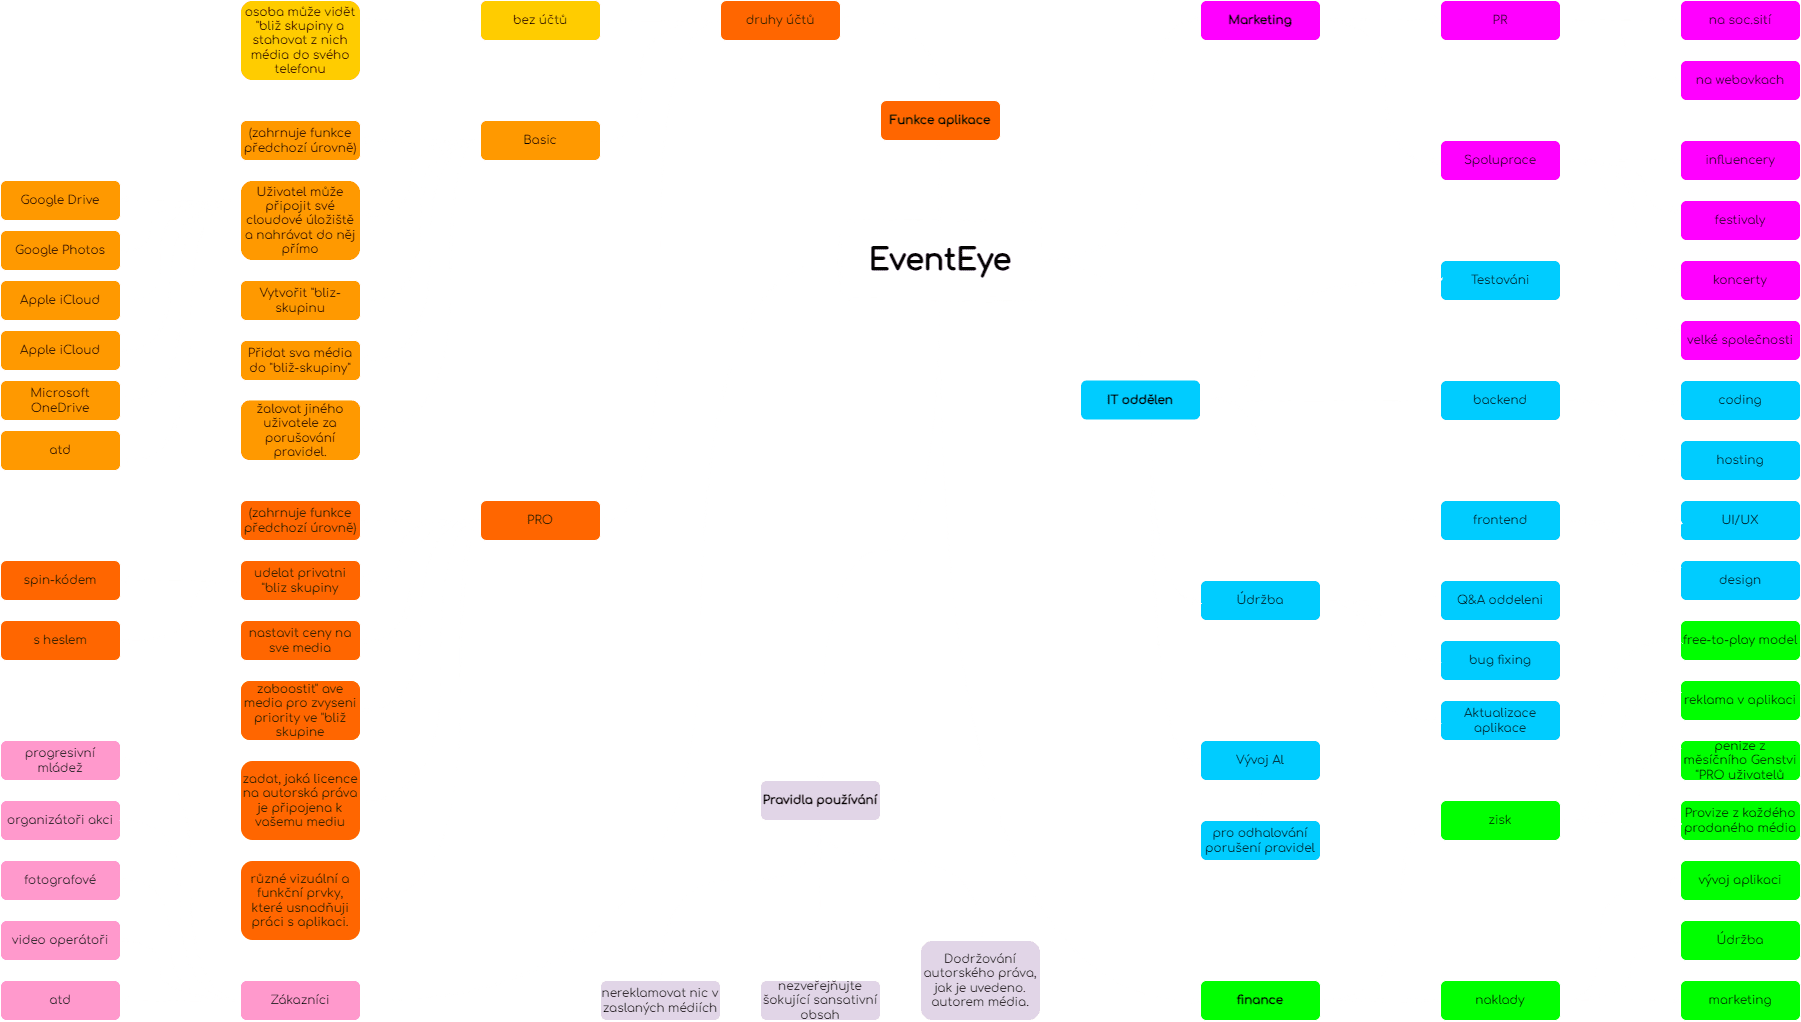 osoba může vidět
"bliž skupiny a
stahovat z nich
média do svého
telefonu
bez účtů
druhy účtů
Marketing
PR
na soc.sití
na webovkach
Funkce aplikace
(zahrnuje funkce
předchozí úrovně)
Basic
Spoluprace
influencery
Google Drive
Uživatel může
připojit své
cloudové úložiště
a nahrávat do něj
přímo
festivaly
Google Photos
EventEye
Testováni
koncerty
Apple iCloud
Vytvořit "bliz-
skupinu
Apple iCloud
Přidat sva média
do "bliž-skupiny"
velké společnosti
Microsoft
OneDrive
žalovat jiného
uživatele za
porušování
pravidel.
IT oddělen
backend
coding
atd
hosting
(zahrnuje funkce
předchozí úrovně)
PRO
frontend
UI/UX
spin-kódem
udelat privatni
"bliz skupiny
Údržba
Q&A oddeleni
design
s heslem
nastavit ceny na
sve media
bug fixing
free-to-play model
zaboostit" ave
media pro zvyseni
priority ve "bliž
skupine
Aktualizace
aplikace
reklama v aplikaci
progresivní
mládež
zadat, jaká licence
na autorská práva
je připojena k
vašemu mediu
Vývoj Al
peníze z
měsíčního Genstvi
"PRO uživatelů
Pravidla používání
organizátoři akci
pro odhalování
porušení pravidel
zisk
Provize z každého
prodaného média
fotografové
různé vizuální a
funkční prvky,
které usnadňuji
práci s aplikaci.
vývoj aplikaci
video operátoři
Údržba
atd
Zákazníci
nereklamovat nic v
zaslaných médiích
nezveřejňujte
šokující sansativní
obsah
Dodržování
autorského práva,
jak je uvedeno.
autorem média.
finance
naklady
marketing